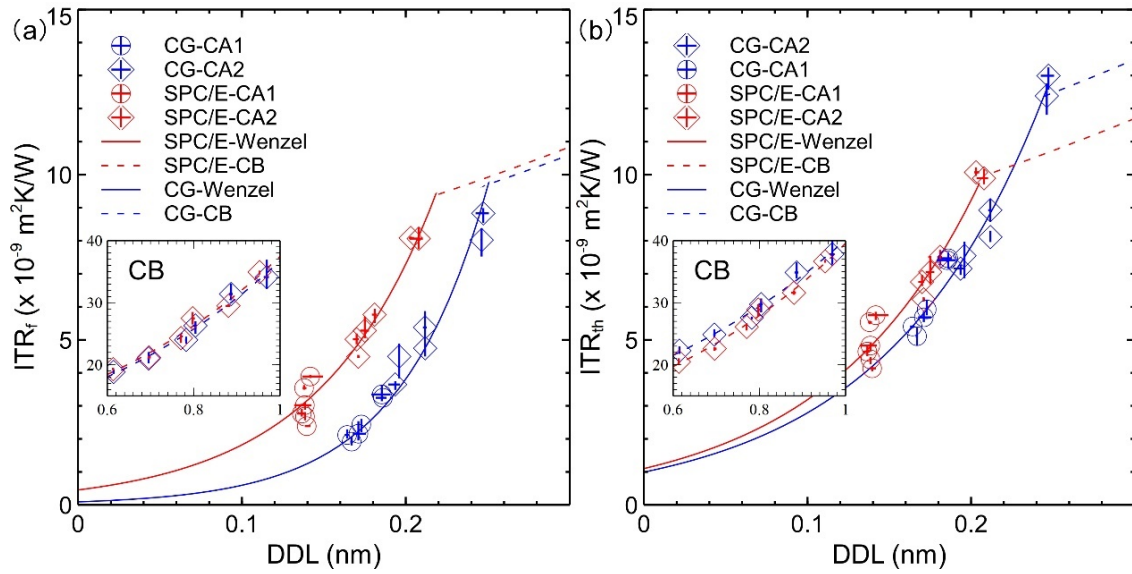 (a)
15
10
5
0
ITRf (x 10-9 m2K/W)
CG-CA1
CG-CA2
SPC/E-CA1
SPC/E-CA2
SPC/E-Wenzel
SPC/E-CB
CG-Wenzel
CG-CB
40
30
20
CB
0.6
0.8
1
0
0.1
0.2
DDL (nm)
(b)
15
10
5
0
ITRth (x 10-9 m2K/W)
CG-CA2
CG-CA1
SPC/E-CA1
SPC/E-CA2
SPC/E-Wenzel
SPC/E-CB
CG-Wenzel
CG-CB
40
30
20
CB
0.6
0.8
1
0
0.1
0.2
DDL (nm)